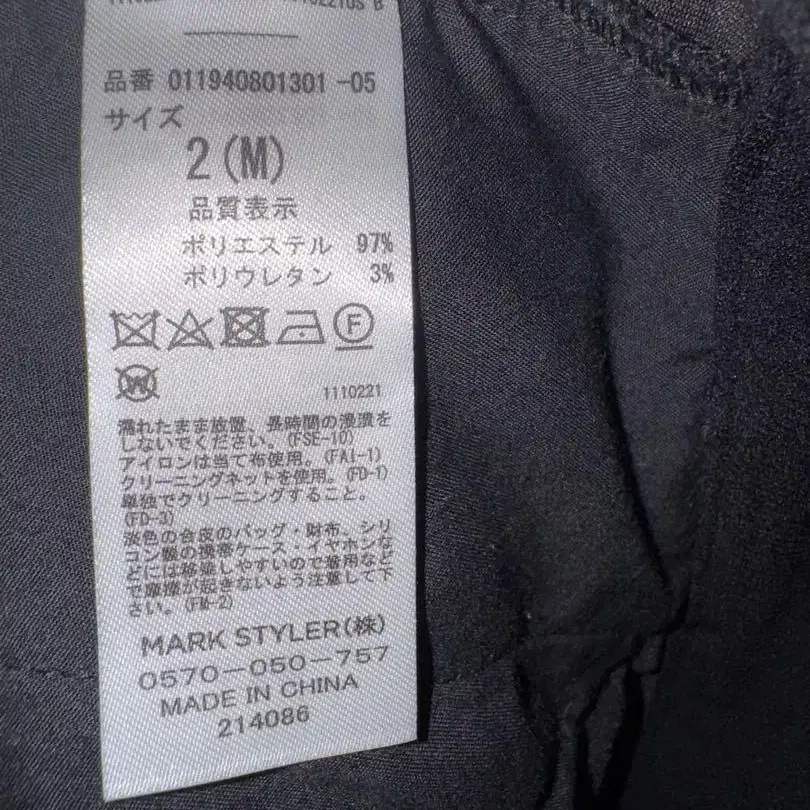 品番 011940801301 -05
サイズ
2(M)
品質表示
ポリエステル 97%
ポリウレタン 3%
F
W
1110221
濡れたまま放置、長時間の浸漬を
しないでください。(FSE-10)
アイロンは当て布使用。(FAI-1)
クリーニングネットを使用。(FD-1)
単独でクリーニングすること。
(FD-3)
淡色の合皮のバッグ・財布、シリ
コン製の携帯ケース・イヤホンな
どには移染しやすいので着用など
で摩擦が起きないよう注意して下
さい。(FM-2)
MARK STYLER(株)
0570-050-757
MADE IN CHINA
214086